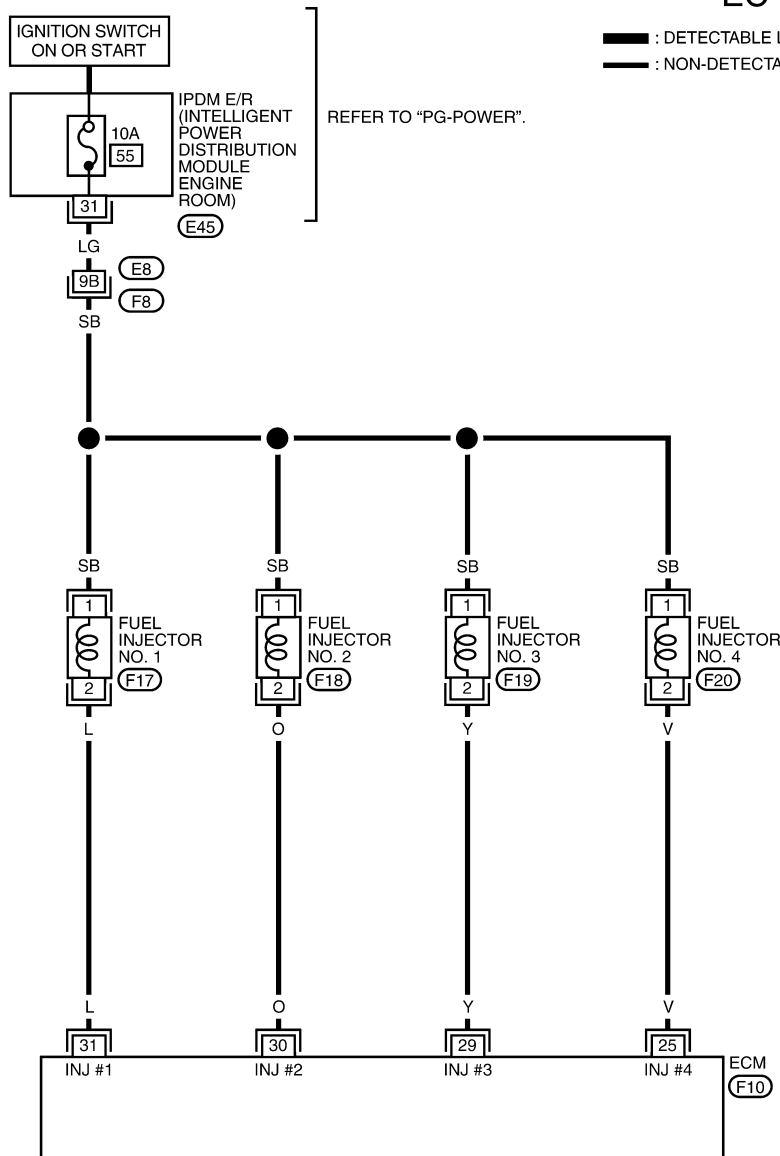 IGNITION SWITCH
ON OR START
: DETECTABLE
: NON-DETECTA
IPDM E/R
(INTELLIGENT
POWER
DISTRIBUTION
MODULE
ENGINE
ROOM)
REFER TO “PG-POWER”.
10A
55
31
E45
LG
9B
E8
F8
SB
SB
SB
SB
SB
1
FUEL
INJECTOR
NO. 1
F17
2
1
FUEL
INJECTOR
NO. 2
F18
2
1
FUEL
INJECTOR
NO. 3
F19
2
1
FUEL
INJECTOR
NO. 4
F20
2
L
O
Y
V
L
O
Y
V
31
30
29
25
INJ #1
INJ #2
INJ #3
INJ #4
ECM
F10